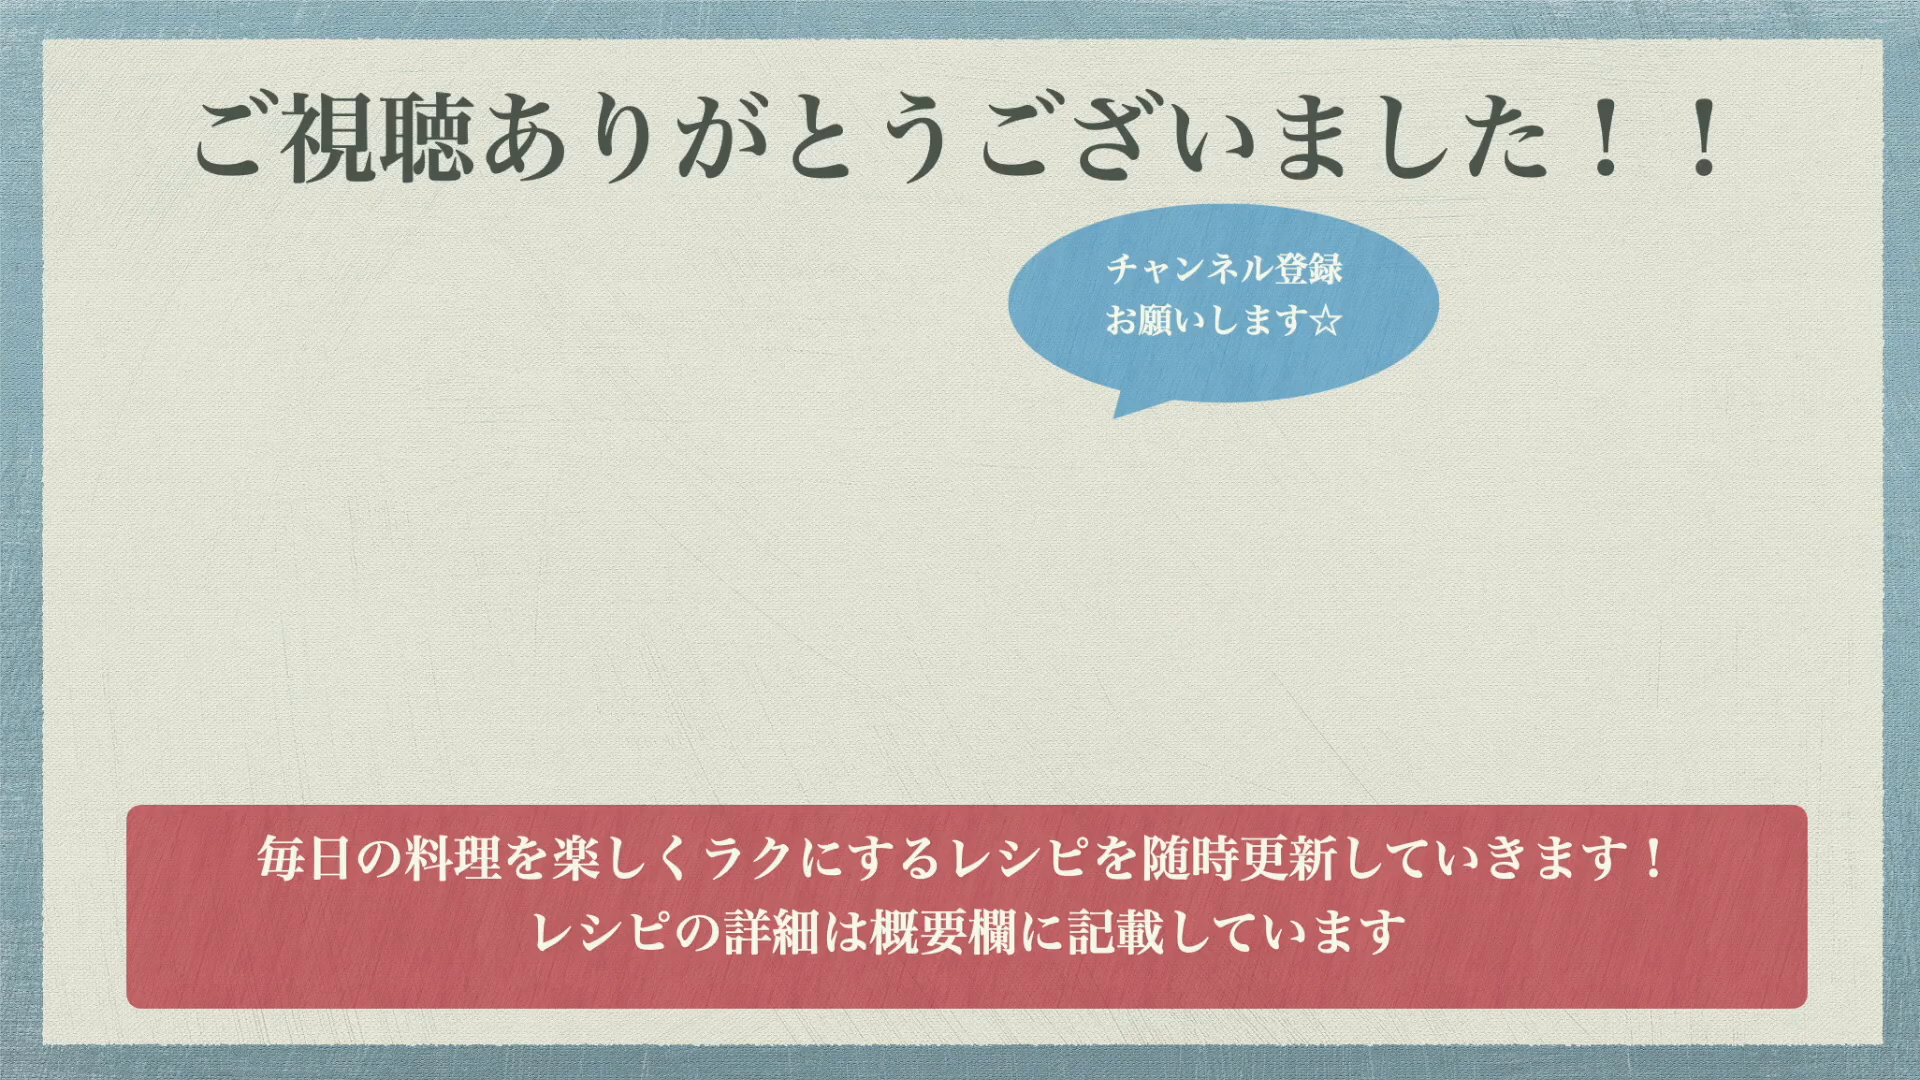 ご視聴ありがとうございました！！
チャンネル登録
お願いします☆
毎日の料理を楽しくラクにするレシピを随時更新していきます！
レシピの詳細は概要欄に記載しています